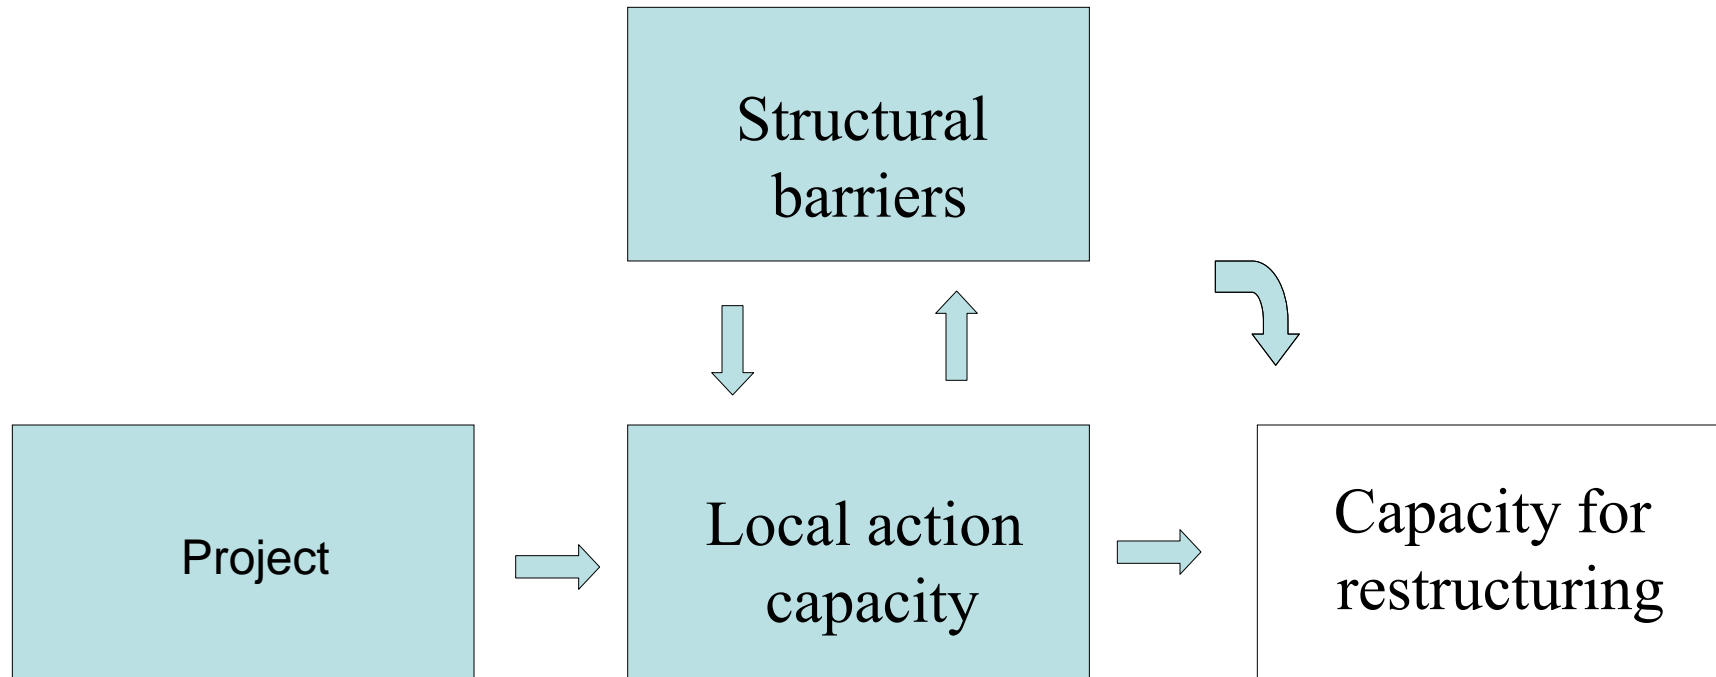 Structural
barriers
Project
Local action
capacity
Capacity for
restructuring